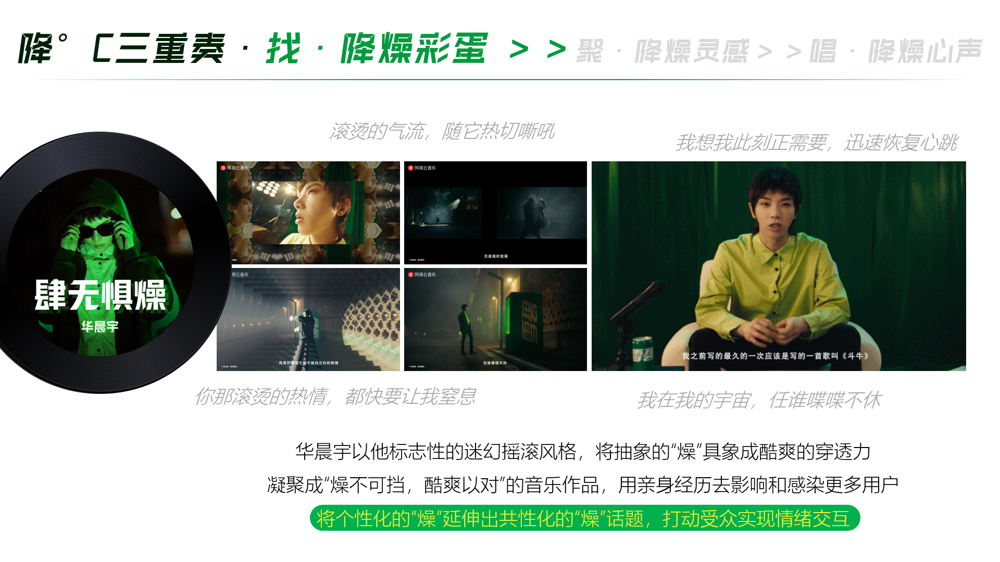 降°C三重奏·找·降燥彩蛋 >>聚·降燥灵感>>唱·降燥心声
滚烫的气流，随它热切嘶吼
我想我此刻正需要，迅速恢复心跳
网易云音乐
网易云音乐
无底线的宠溺
肆无惧燥
华晨宇
易云音乐
再黑的墨镜它都不能挡住你的眼睛
网易云音乐
雪碧
任谁喋喋不休
雪碧
我之前写的最久的一次应该是写的一首歌叫《斗牛》
你那滚烫的热情，都快要让我窒息
我在我的宇宙，任谁喋喋不休
华晨宇以他标志性的迷幻摇滚风格，将抽象的“燥”具象成酷爽的穿透力
凝聚成“燥不可挡，酷爽以对”的音乐作品，用亲身经历去影响和感染更多用户
将个性化的“燥”延伸出共性化的“燥”话题，打动受众实现情绪交互